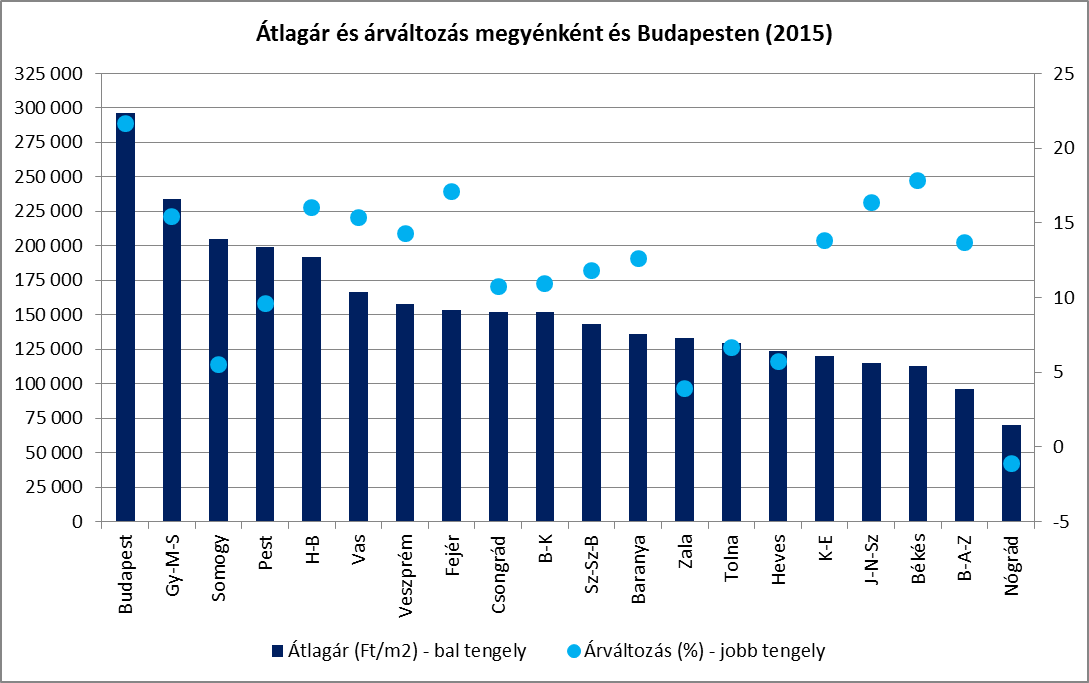 Átlagár és árváltozás megyénként és Budapesten (2015)
325 000
300 000
275 000
250 000
225 000
200 000
175 000
150 000
125 000
100 000
75 000
50 000
25 000
0
25
20
15
10
5
0
-5
Budapest
Gy-M-S
Somogy
Pest
H-B
Vas
Veszprém
Fejér
Csongrád
B-K
Sz-Sz-B
Baranya
Zala
Tolna
Heves
K-E
J-N-Sz
Békés
B-A-Z
Nógrád
Átlagár (Ft/m2) - bal tengely
Árváltozás (%) - jobb tengely